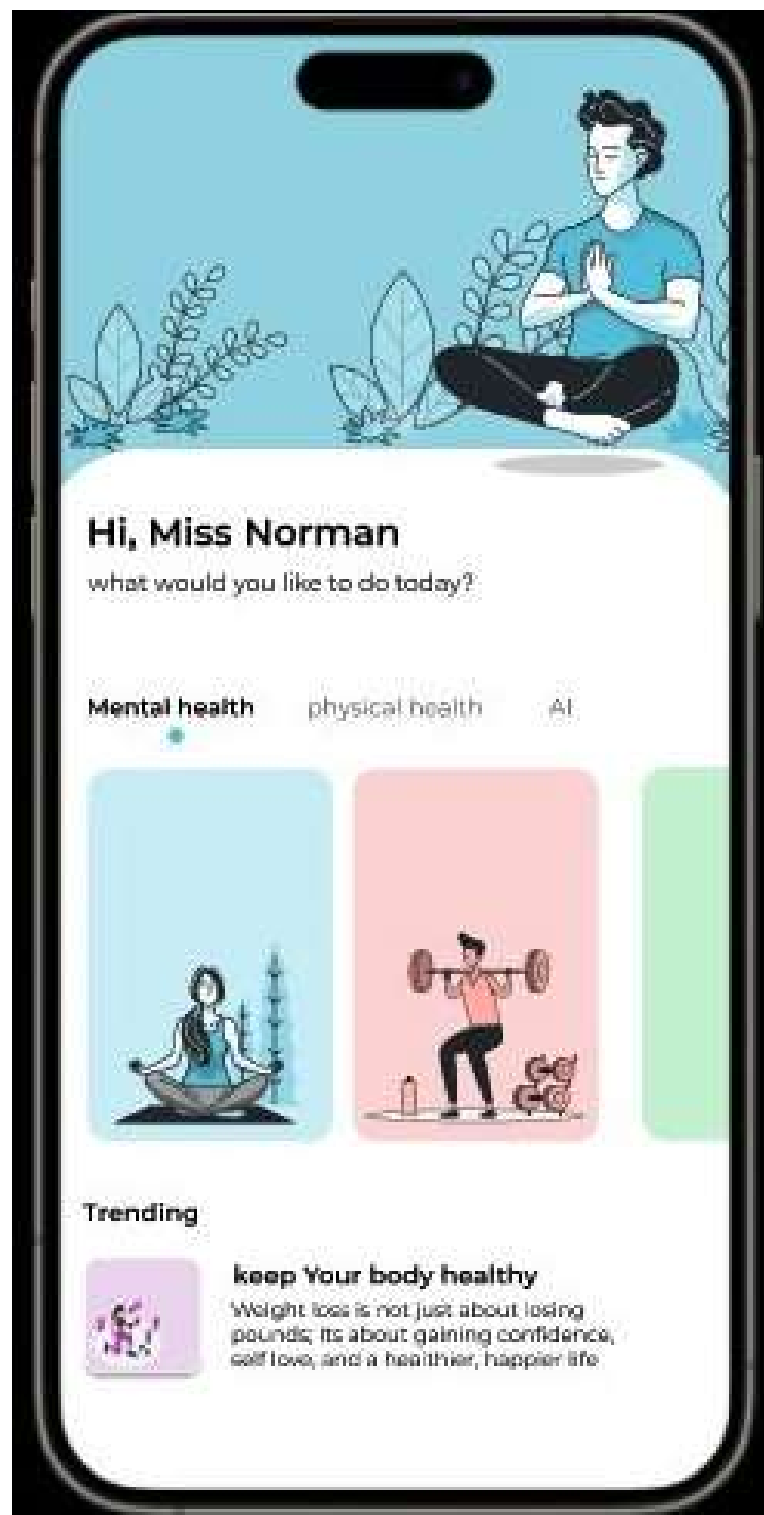 Hi, Miss Norman
what would you like to do today?
Mental health physical health AI
Trending
keep Your body healthy
Weight loss is not just about losing
pounds; its about gaining confidence,
self love, and a healthier, happier life